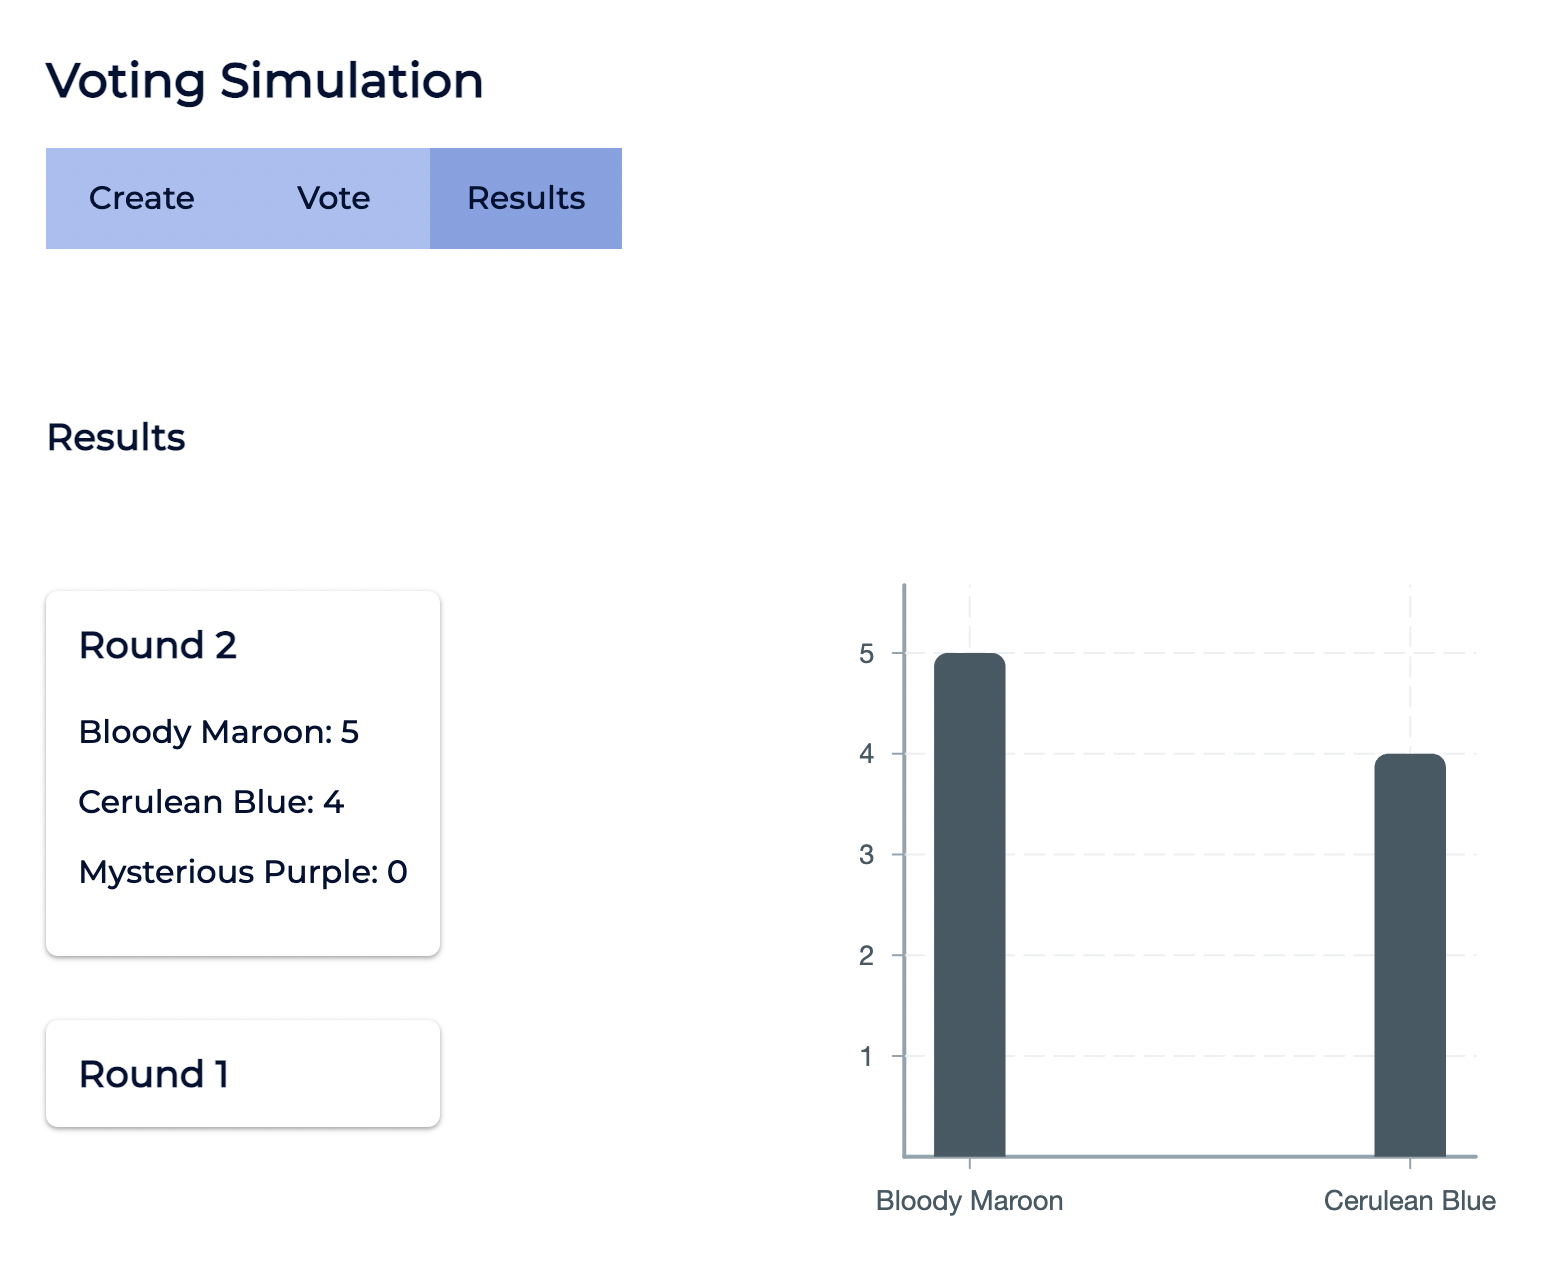 Voting Simulation
Create Vote Results
Results
Round 2
Bloody Maroon: 5
Cerulean Blue: 4
Mysterious Purple: 0
Round 1
5
4
3
2
1
Bloody Maroon Cerulean Blue